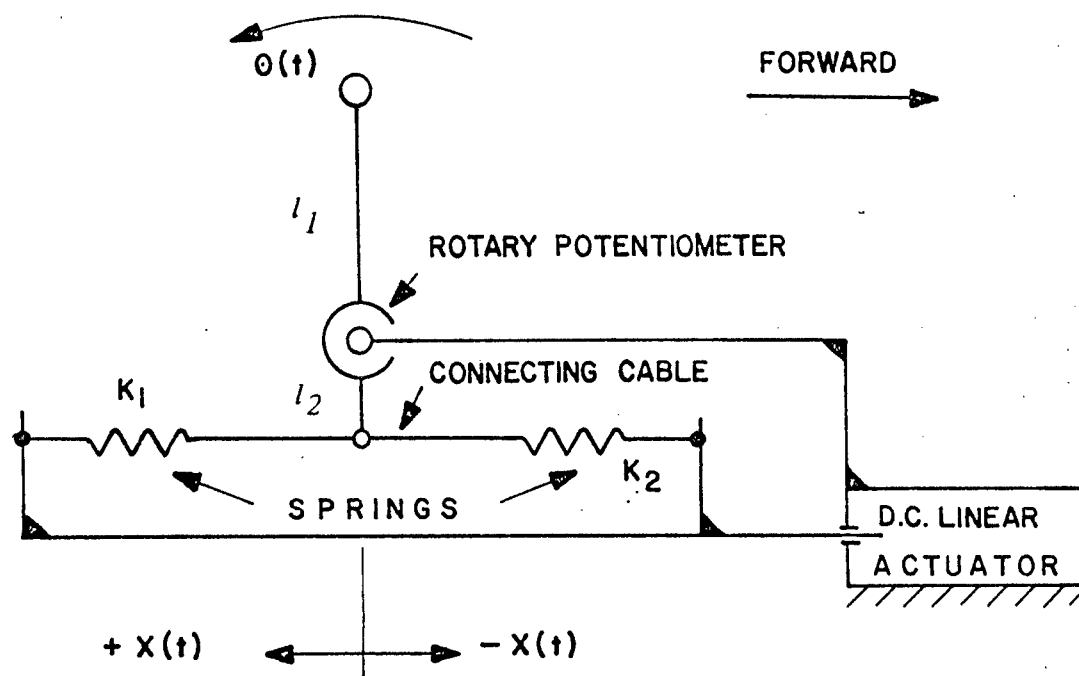 Θ(t)
FORWARD
l1
ROTARY POTENTIOMETER
CONNECTING CABLE
K1
l2
K2
SPRINGS
D.C. LINEAR
ACTUATOR
+ X(t)
- X(t)